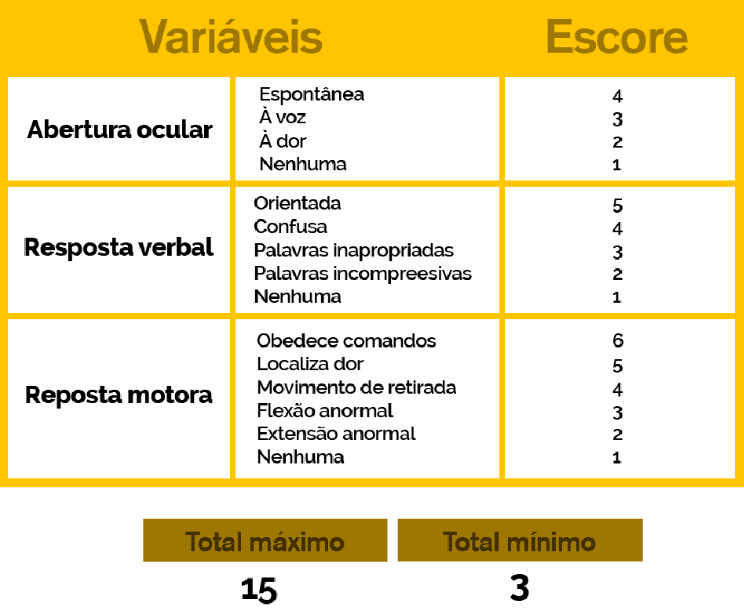 Variáveis Escore
Abertura ocular
Espontânea 4
À voz 3
À dor 2
Nenhuma 1
Resposta verbal
Orientada 5
Confusa 4
Palavras inapropriadas 3
Palavras incompreesivas 2
Nenhuma 1
Reposta motora
Obedece comandos 6
Localiza dor 5
Movimento de retirada 4
Flexão anormal 3
Extensão anormal 2
Nenhuma 1
Total máximo Total mínimo
15 3